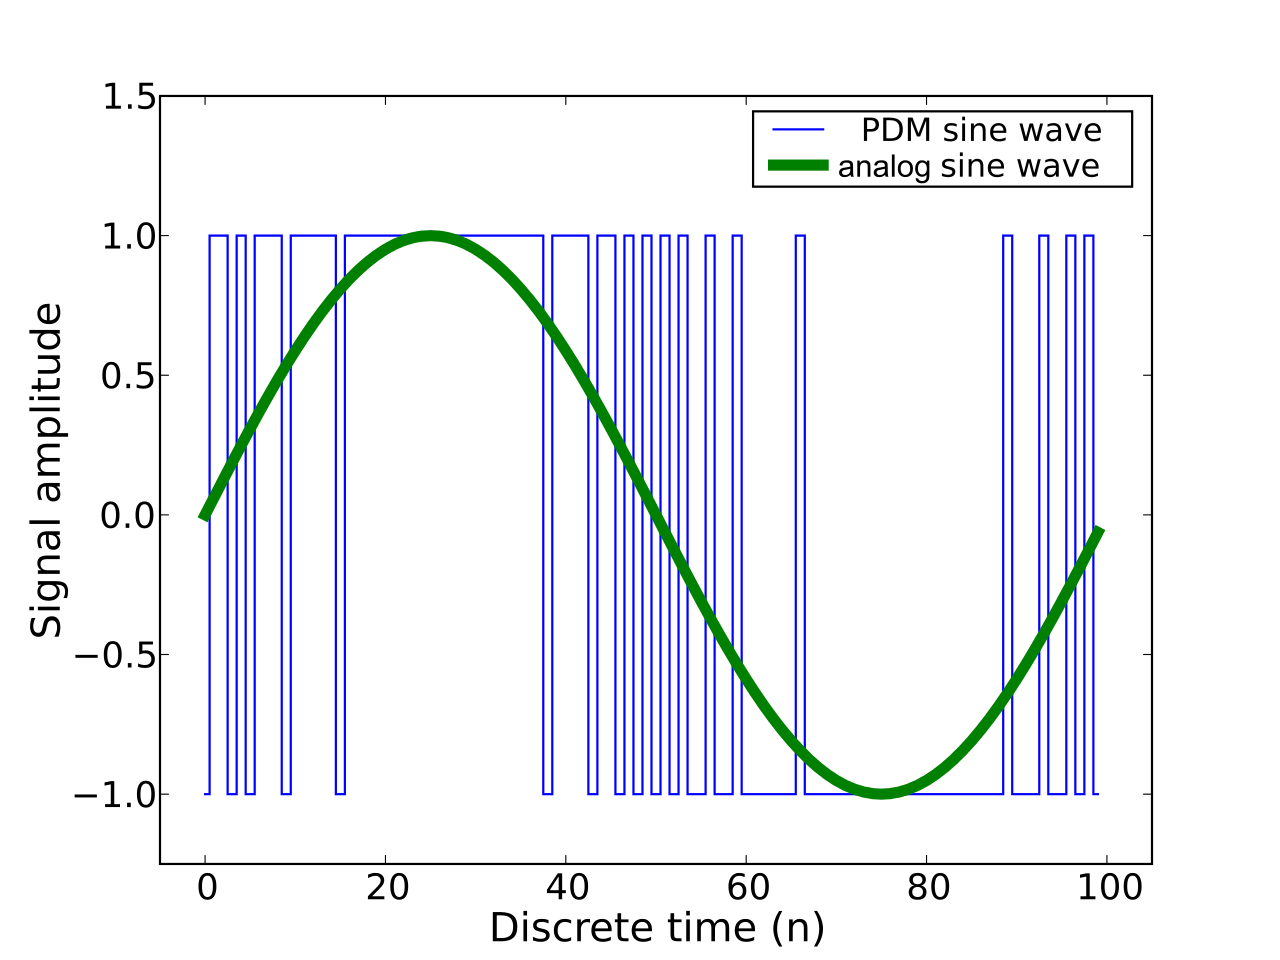 1.5
PDM sine wave
analog sine wave
1.0
0.5
0.0
−0.5
−1.0
Signal amplitude
0 20 40 60 80 100
Discrete time (n)